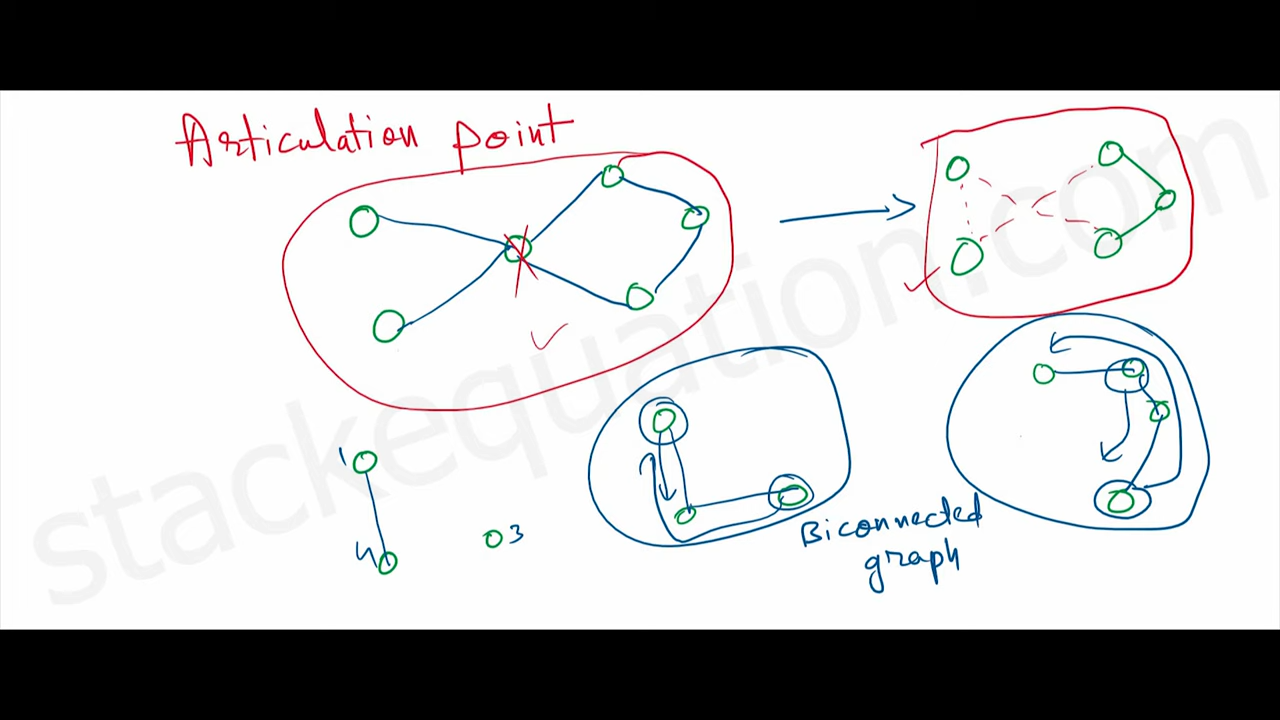 Articulation point
1
4
3
Biconnected
graph
stackequation.com